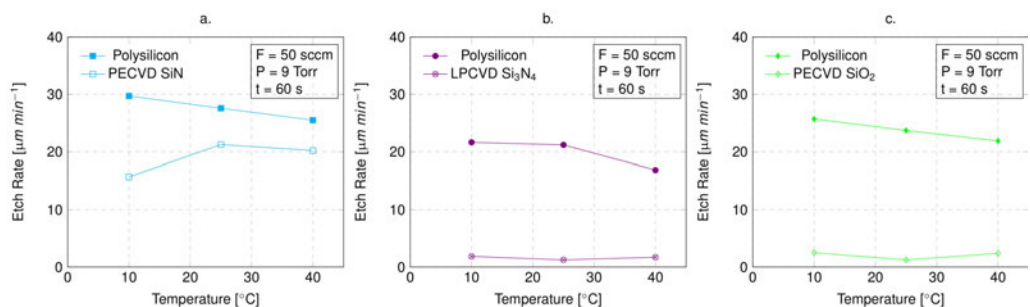 a.
Etch Rate [μm min⁻¹]
40
30
20
10
0
Polysilicon
PECVD SiN
F = 50 sccm
P = 9 Torr
t = 60 s
0 10 20 30 40
Temperature [°C]
b.
Etch Rate [μm min⁻¹]
40
30
20
10
0
Polysilicon
LPCVD Si₃N₄
F = 50 sccm
P = 9 Torr
t = 60 s
0 10 20 30 40
Temperature [°C]
c.
Etch Rate [μm min⁻¹]
40
30
20
10
0
Polysilicon
PECVD SiO₂
F = 50 sccm
P = 9 Torr
t = 60 s
0 10 20 30 40
Temperature [°C]